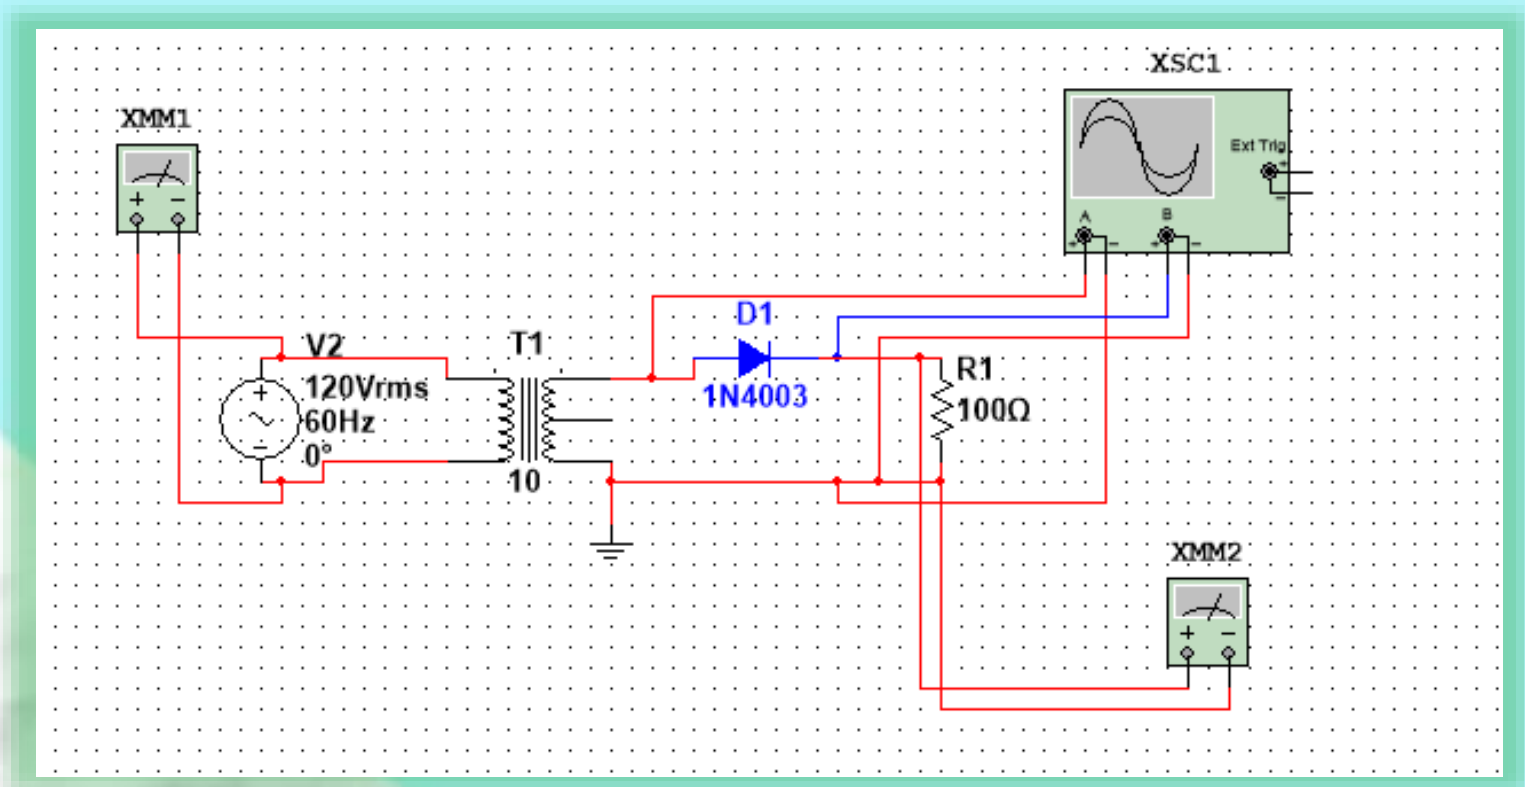 XSC1
XMM1
Ext Trig
+
−
+ −
A B
+ − + −
D1
V2
T1
120Vrms
1N4003
R1
60Hz
100Ω
+
−
0°
10
XMM2
+ −